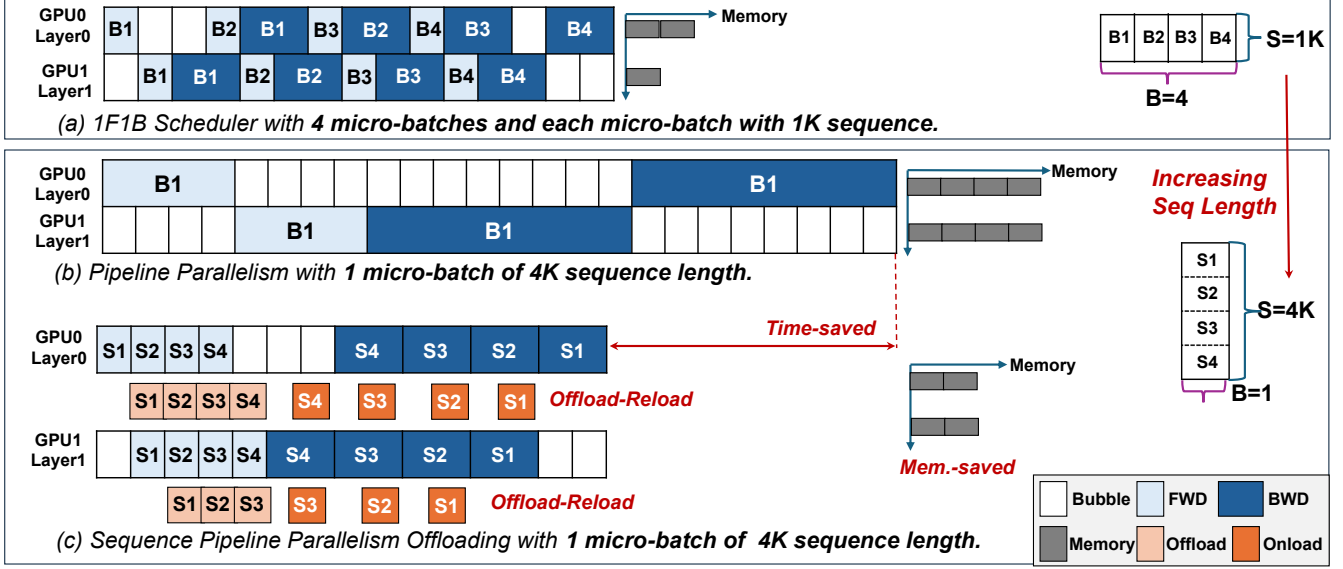 GPU0
Layer0
B1 B2 B1 B3 B2 B4 B3 B4
GPU1
Layer1
B1 B1 B2 B2 B3 B3 B4 B4
Memory
B1 B2 B3 B4
S=1K
B=4
(a) 1F1B Scheduler with 4 micro-batches and each micro-batch with 1K sequence.
GPU0
Layer0
B1 B1
GPU1
Layer1
B1 B1
Memory
Increasing
Seq Length
(b) Pipeline Parallelism with 1 micro-batch of 4K sequence length.
S1
S2
S3
S4
S=4K
B=1
Time-saved
GPU0
Layer0
S1 S2 S3 S4 S4 S3 S2 S1
S1 S2 S3 S4 S4 S3 S2 S1 Offload-Reload
GPU1
Layer1
S1 S2 S3 S4 S4 S3 S2 S1
S1 S2 S3 S3 S2 S1 Offload-Reload
Memory
Mem.-saved
(c) Sequence Pipeline Parallelism Offloading with 1 micro-batch of 4K sequence length.
Bubble FWD BWD
Memory Offload Onload